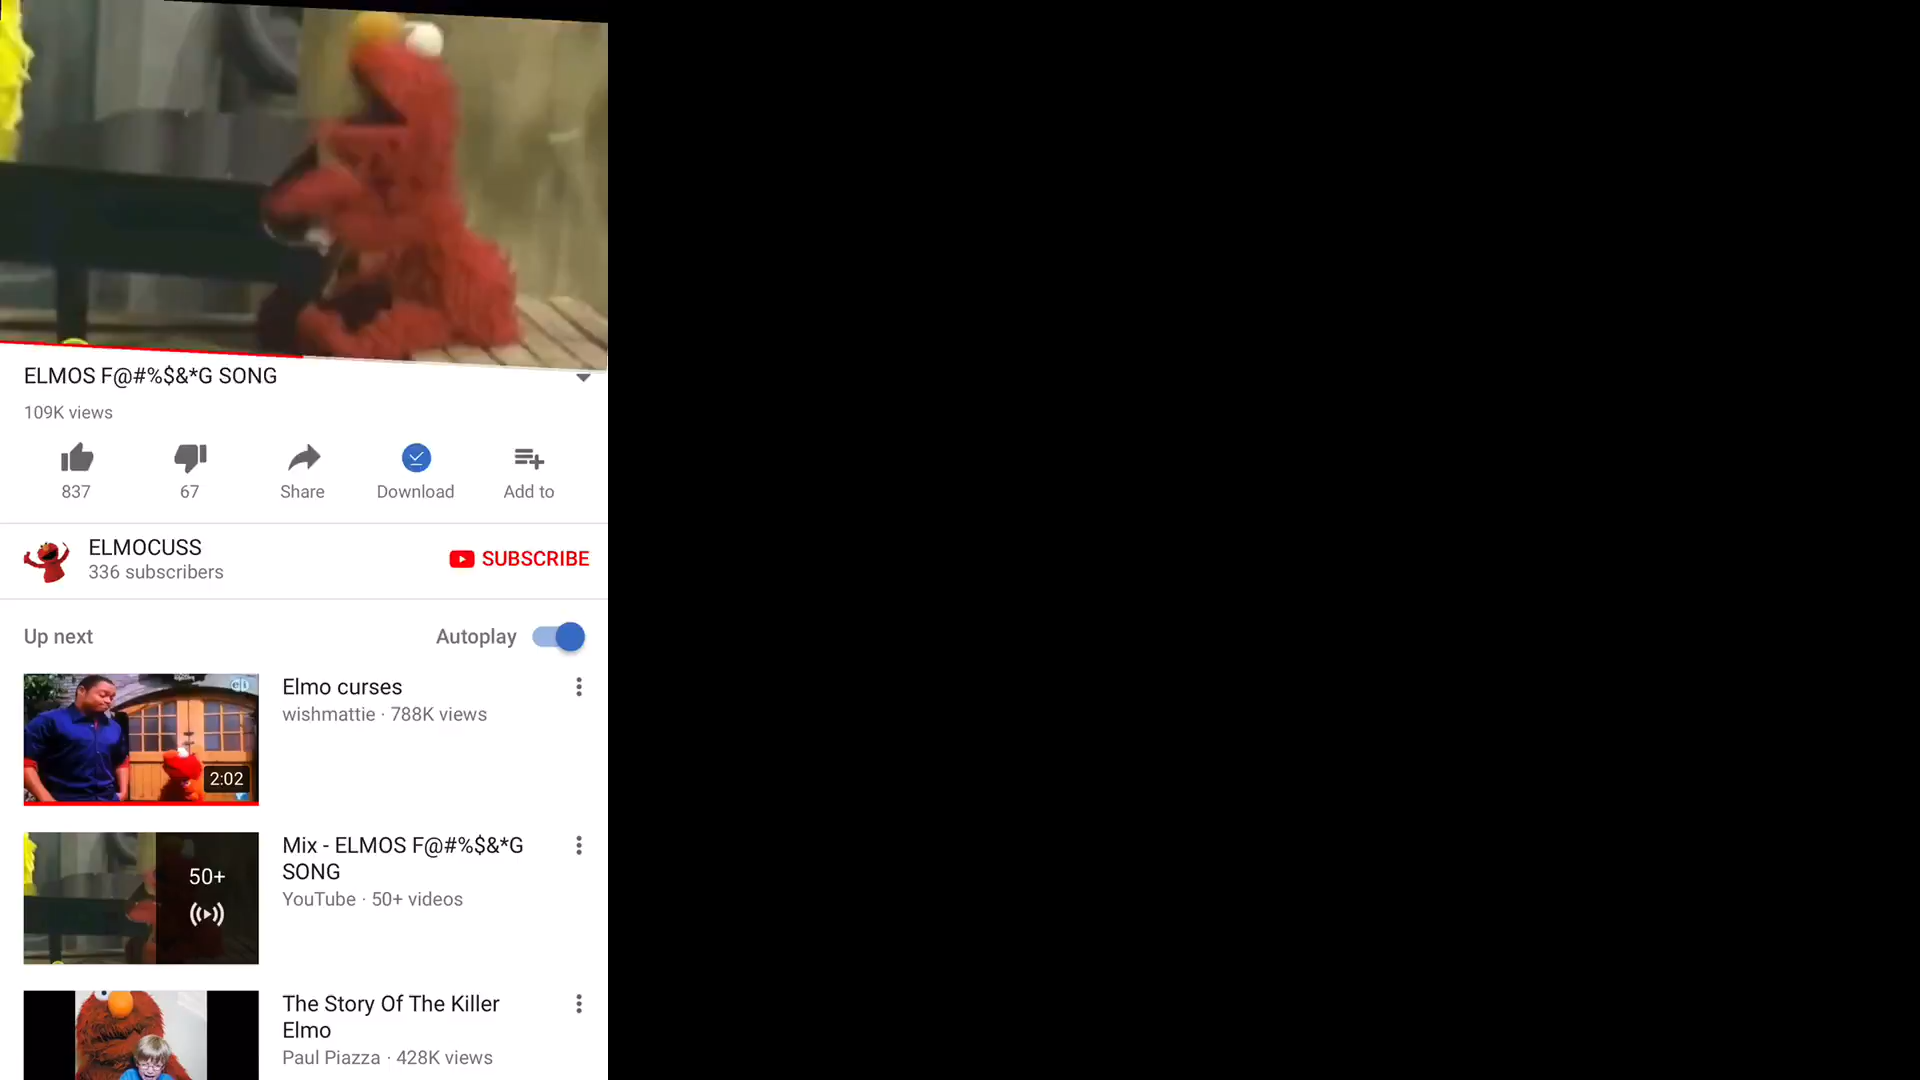 ELMOS F@#%$&*G SONG
109K views
837
67
Share
Download
Add to
ELMOCUSS
336 subscribers
SUBSCRIBE
Up next
Autoplay
Elmo curses
wishmattie · 788K views
2:02
Mix - ELMOS F@#%$&*G
SONG
YouTube · 50+ videos
50+
The Story Of The Killer
Elmo
Paul Piazza · 428K views